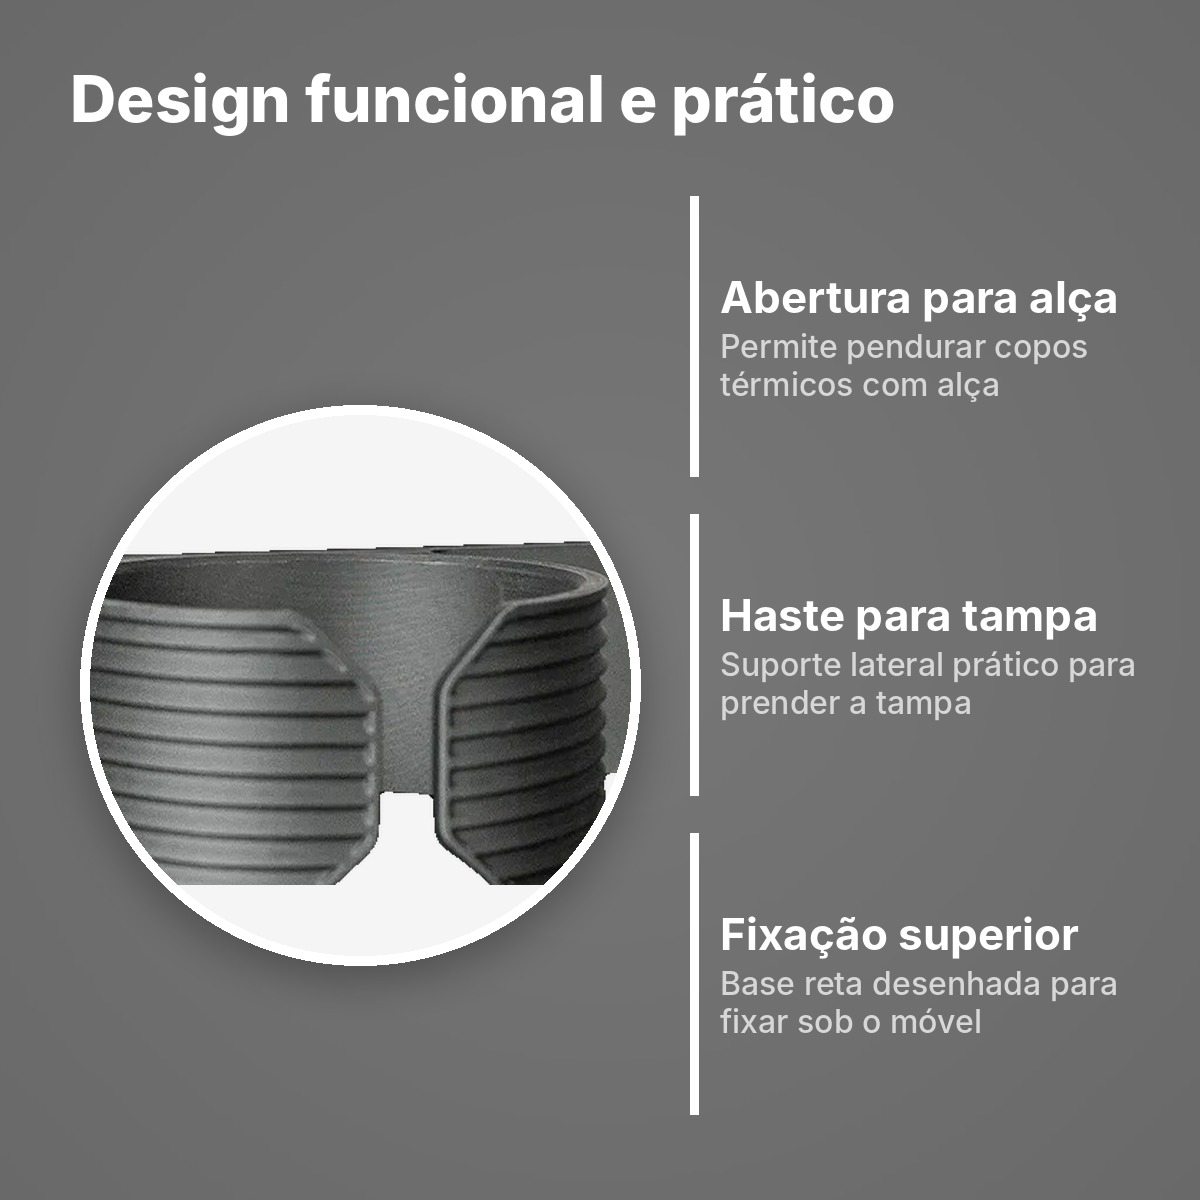 Design funcional e prático
Abertura para alça
Permite pendurar copos
térmicos com alça
Haste para tampa
Suporte lateral prático para
prender a tampa
Fixação superior
Base reta desenhada para
fixar sob o móvel